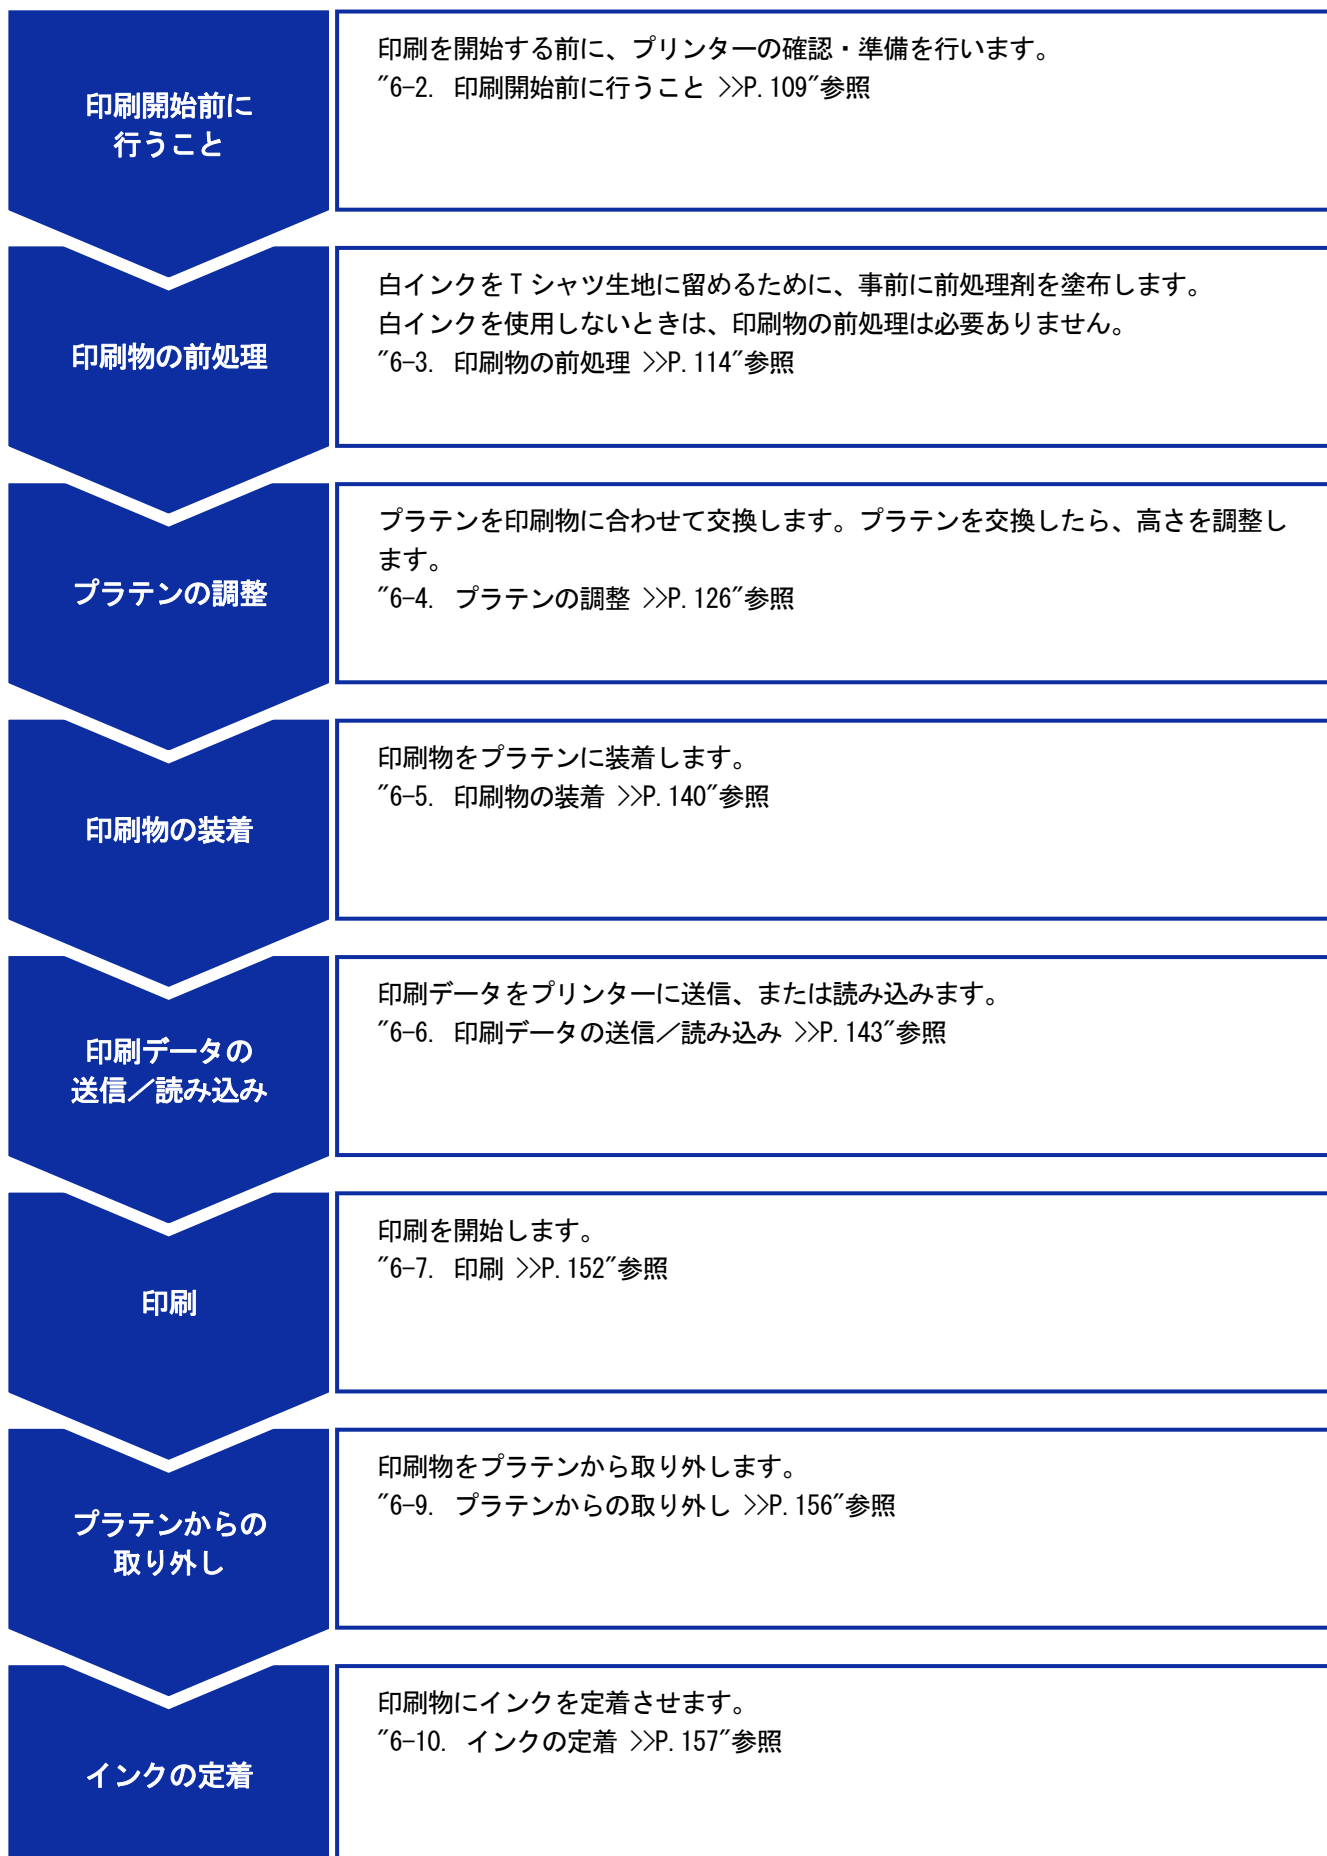 印刷開始前に
行うこと
印刷を開始する前に、プリンターの確認・準備を行います。
"6-2. 印刷開始前に行うこと >>P.109"参照
印刷物の前処理
白インクをTシャツ生地に留めるために、事前に前処理剤を塗布します。
白インクを使用しないときは、印刷物の前処理は必要ありません。
"6-3. 印刷物の前処理 >>P.114"参照
プラテンの調整
プラテンを印刷物に合わせて交換します。プラテンを交換したら、高さを調整し
ます。
"6-4. プラテンの調整 >>P.126"参照
印刷物の装着
印刷物をプラテンに装着します。
"6-5. 印刷物の装着 >>P.140"参照
印刷データの
送信／読み込み
印刷データをプリンターに送信、または読み込みます。
"6-6. 印刷データの送信／読み込み >>P.143"参照
印刷
印刷を開始します。
"6-7. 印刷 >>P.152"参照
プラテンからの
取り外し
印刷物をプラテンから取り外します。
"6-9. プラテンからの取り外し >>P.156"参照
インクの定着
印刷物にインクを定着させます。
"6-10. インクの定着 >>P.157"参照